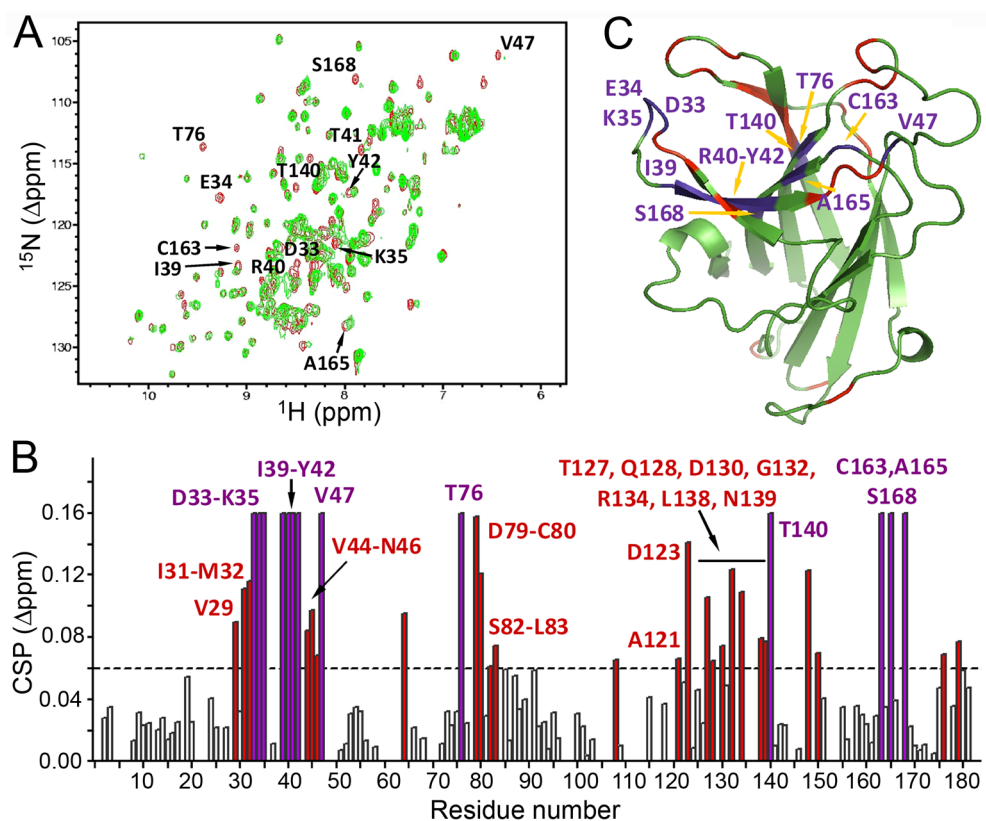 A
105
110
115
120
125
130
15N (Δppm)
V47
S168
T76
T41
Y42
T140
E34
C163
I39
D33
R40
K35
A165
10
9
8
7
6
1H (ppm)
C
E34
D33
K35
T76
C163
T140
V47
I39
R40-Y42
S168
A165
B
CSP (Δppm)
0.16
0.12
0.08
0.04
0.00
I39-Y42
D33-K35
V47
V44-N46
I31-M32
V29
T76
D79-C80
S82-L83
T127, Q128, D130, G132,
R134, L138, N139
D123
A121
T140
C163,A165
S168
10 20 30 40 50 60 70 80 90 100 110 120 130 140 150 160 170 180
Residue number